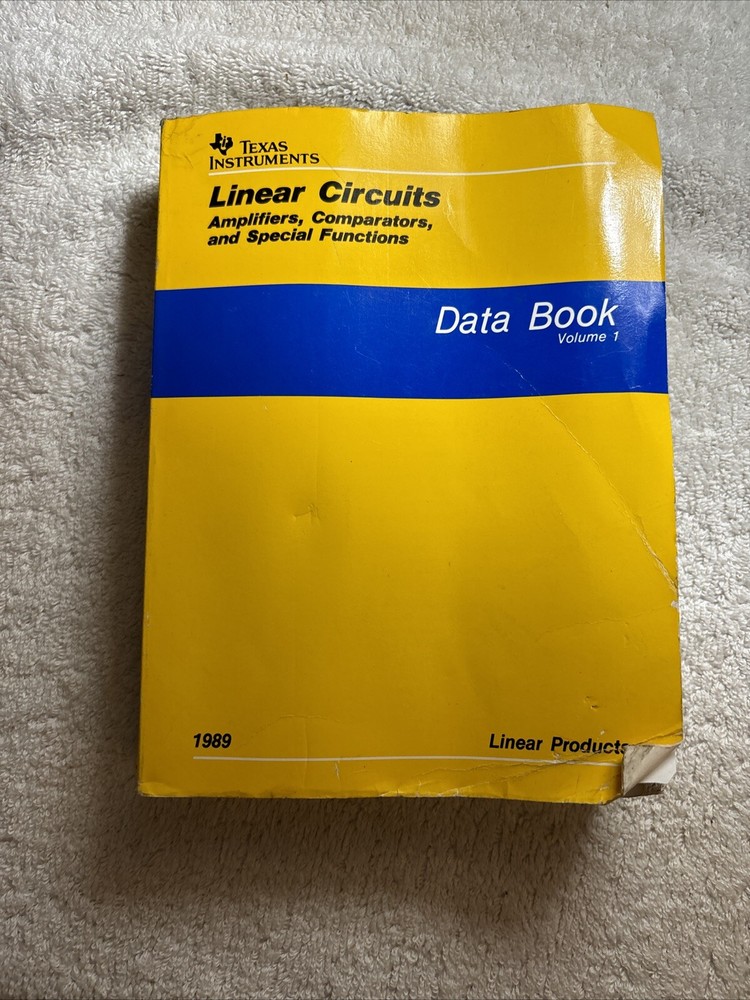 TEXAS
INSTRUMENTS
Linear Circuits
Amplifiers, Comparators,
and Special Functions
Data Book
Volume 1
1989
Linear Products